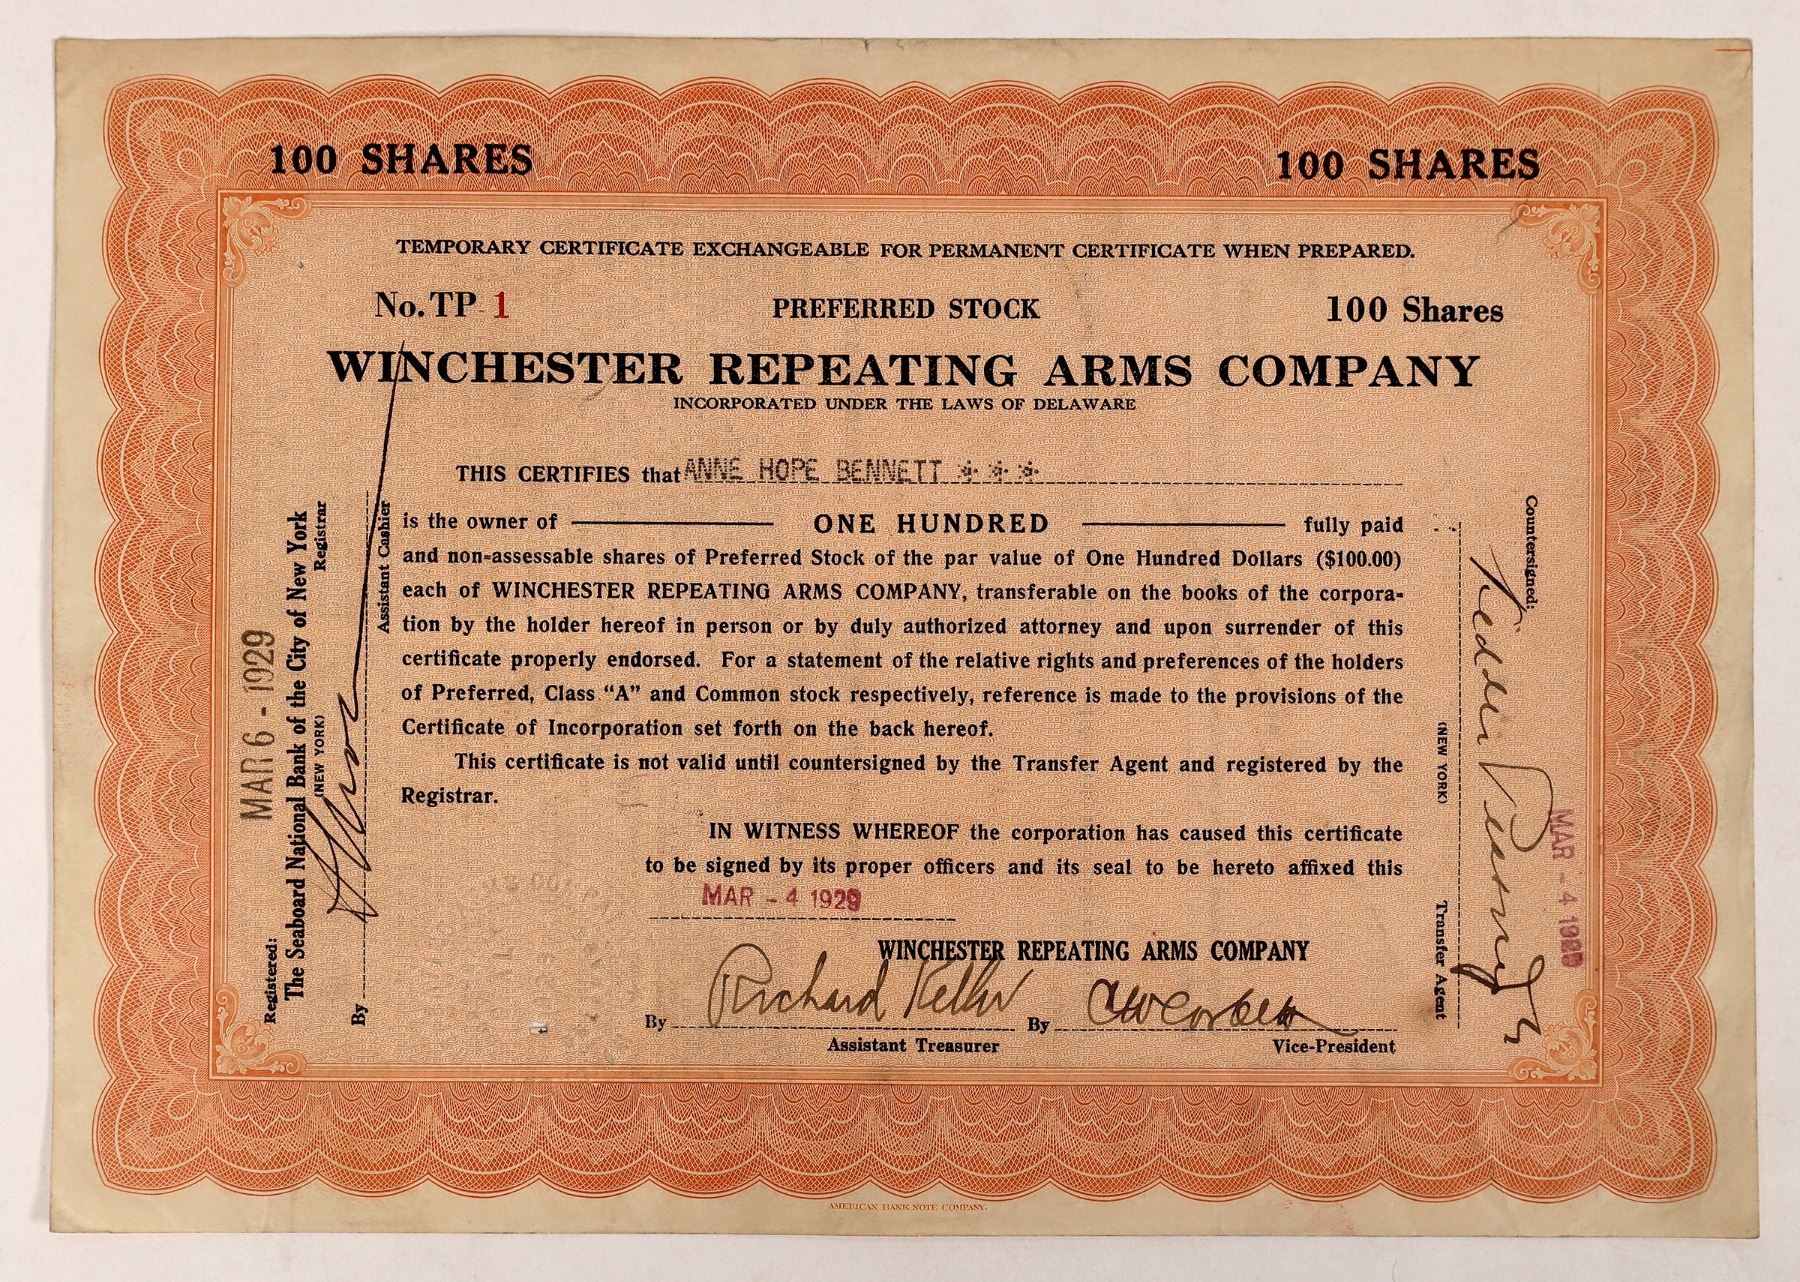 100 SHARES
100 SHARES
TEMPORARY CERTIFICATE EXCHANGEABLE FOR PERMANENT CERTIFICATE WHEN PREPARED.
No. TP 1
PREFERRED STOCK
100 Shares
WINCHESTER REPEATING ARMS COMPANY
INCORPORATED UNDER THE LAWS OF DELAWARE
THIS CERTIFIES that ANNE HOPE BENNETT ***
is the owner of ONE HUNDRED fully paid
and non-assessable shares of Preferred Stock of the par value of One Hundred Dollars ($100.00)
each of WINCHESTER REPEATING ARMS COMPANY, transferable on the books of the corpora-
tion by the holder hereof in person or by duly authorized attorney and upon surrender of this
certificate properly endorsed. For a statement of the relative rights and preferences of the holders
of Preferred, Class "A" and Common stock respectively, reference is made to the provisions of the
Certificate of Incorporation set forth on the back hereof.
This certificate is not valid until countersigned by the Transfer Agent and registered by the
Registrar.
IN WITNESS WHEREOF the corporation has caused this certificate
to be signed by its proper officers and its seal to be hereto affixed this
MAR - 4 1929
WINCHESTER REPEATING ARMS COMPANY
By Richard Keller
Assistant Treasurer
By
Vice-President
MAR 6 - 1929
Registered:
The Seaboard National Bank of the City of New York
(NEW YORK)
Registrar
By
Assistant Cashier
Countersigned:
(NEW YORK)
Transfer Agent
MAR - 4 1929
AMERICAN BANK NOTE COMPANY.